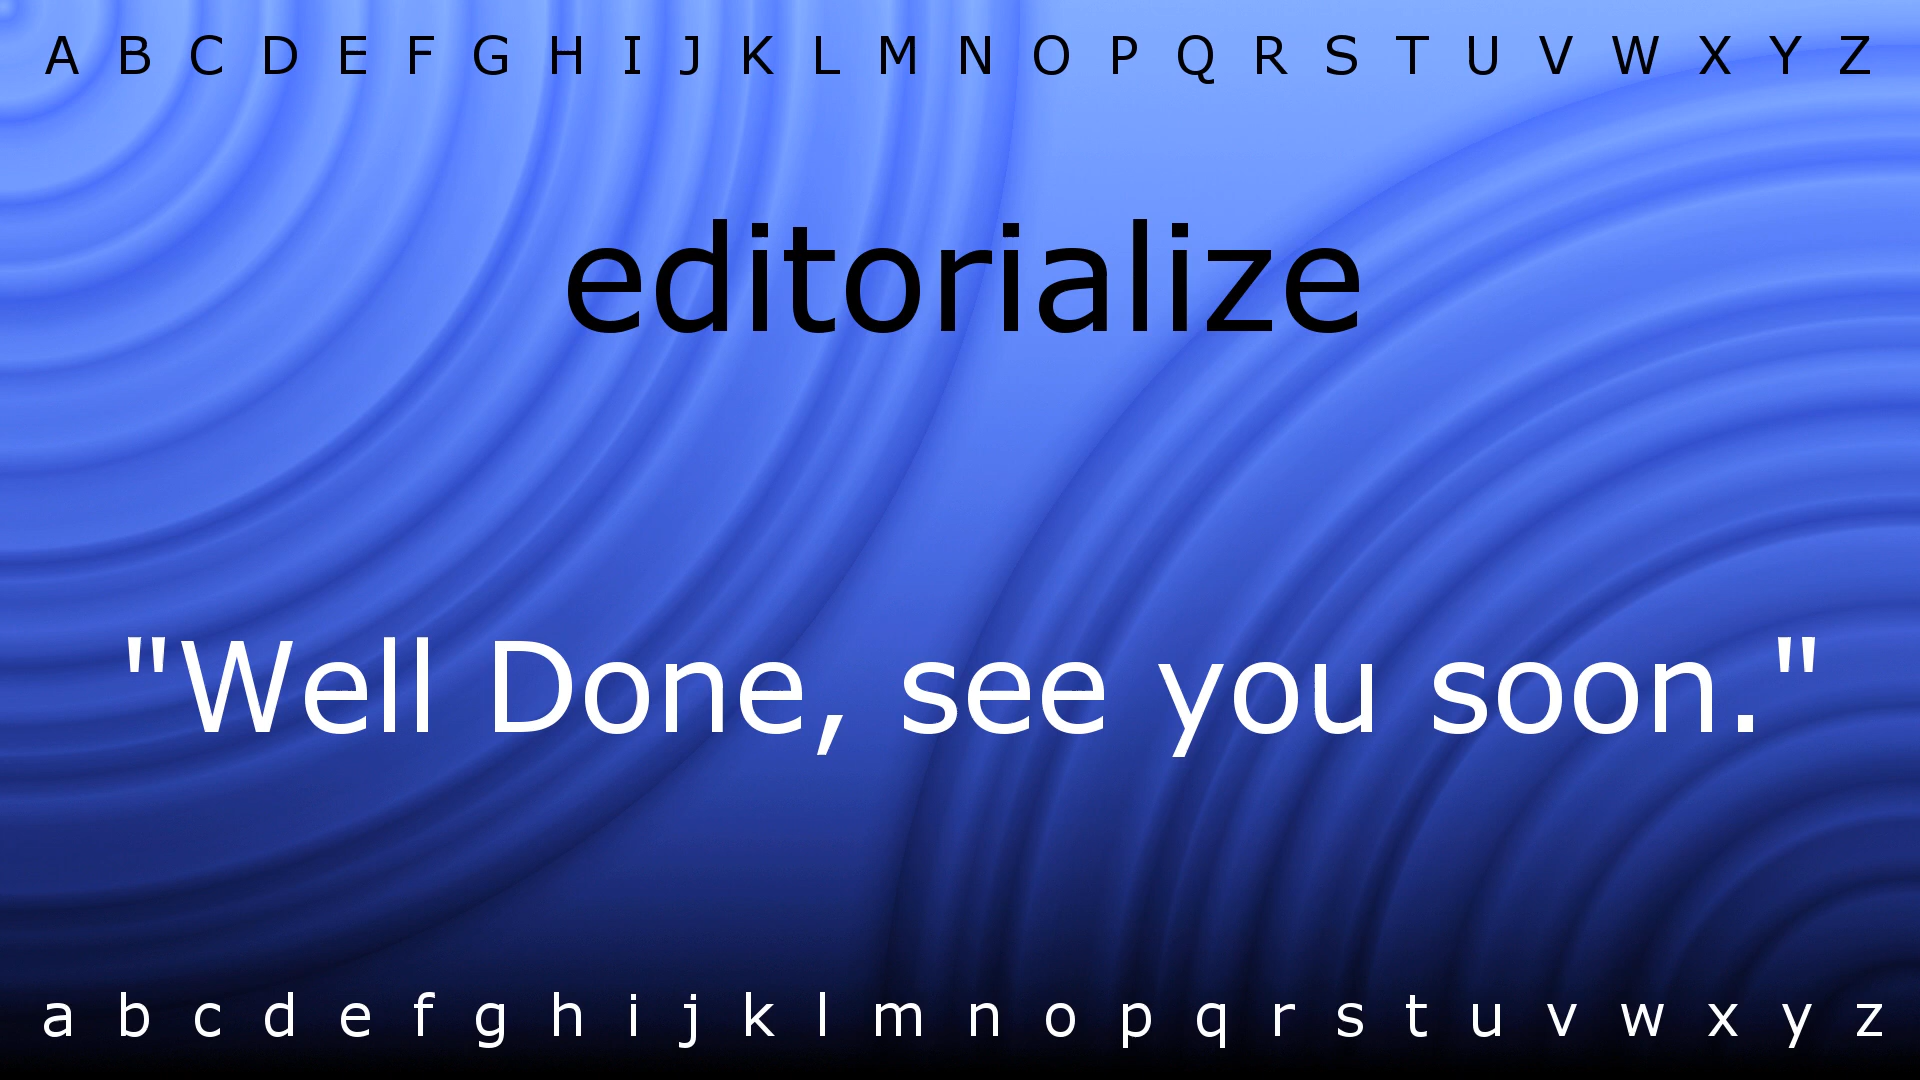 A B C D E F G H I J K L M N O P Q R S T U V W X Y Z
editorialize
"Well Done, see you soon."
a b c d e f g h i j k l m n o p q r s t u v w x y z